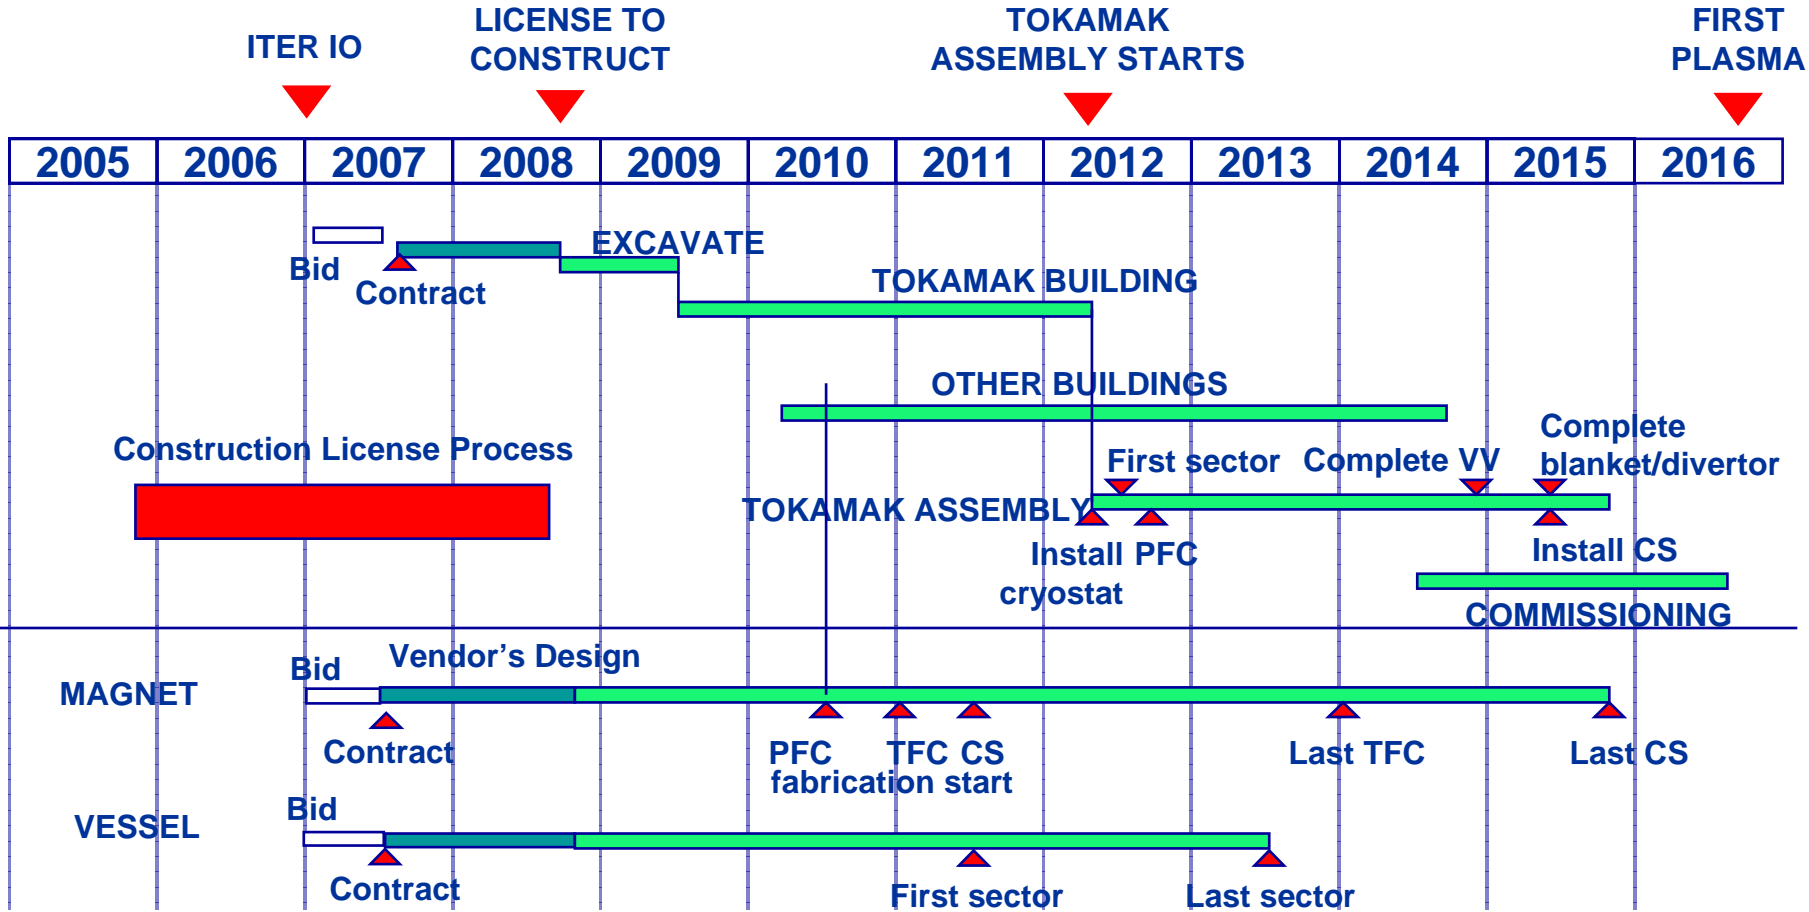 ITER IO
LICENSE TO
CONSTRUCT
TOKAMAK
ASSEMBLY STARTS
FIRST
PLASMA
2005 2006 2007 2008 2009 2010 2011 2012 2013 2014 2015 2016
Bid
Contract
EXCAVATE
TOKAMAK BUILDING
OTHER BUILDINGS
Construction License Process
First sector
Complete VV
Complete
blanket/divertor
TOKAMAK ASSEMBLY
Install PFC
cryostat
Install CS
COMMISSIONING
MAGNET
Bid
Vendor's Design
Contract
PFC TFC CS
fabrication start
Last TFC
Last CS
VESSEL
Bid
Contract
First sector
Last sector